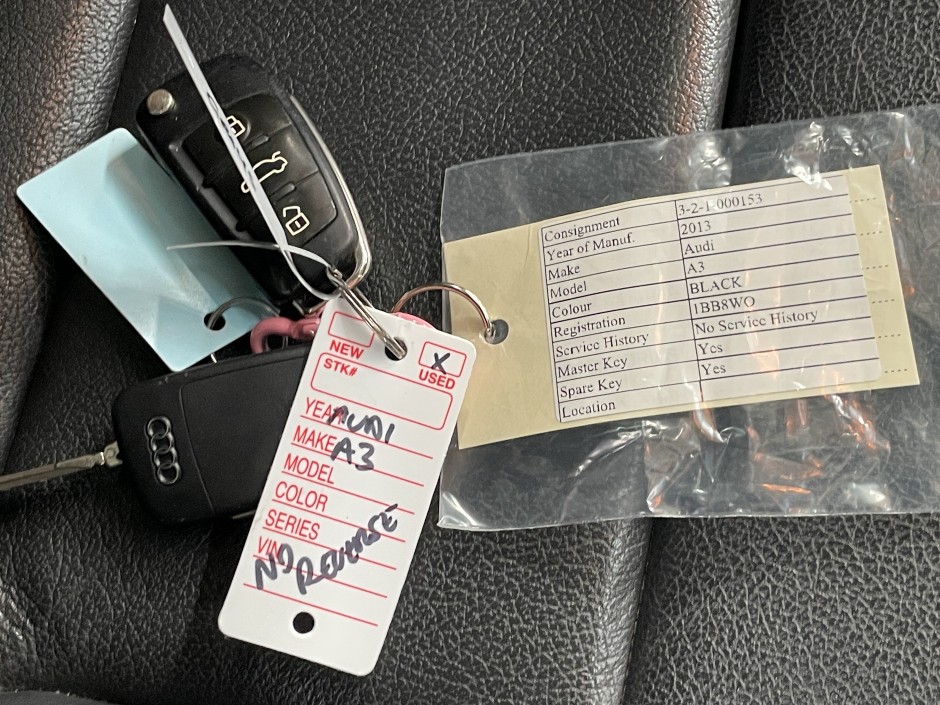 Consignment 3-2-1-000153
Year of Manuf. 2013
Make Audi
Model A3
Colour BLACK
Registration 1BB8WO
Service History No Service History
Master Key Yes
Spare Key Yes
Location
NEW X USED
STK#
YEAR AUDI
MAKE A3
MODEL
COLOR
SERIES
VIN
NO REVERSE